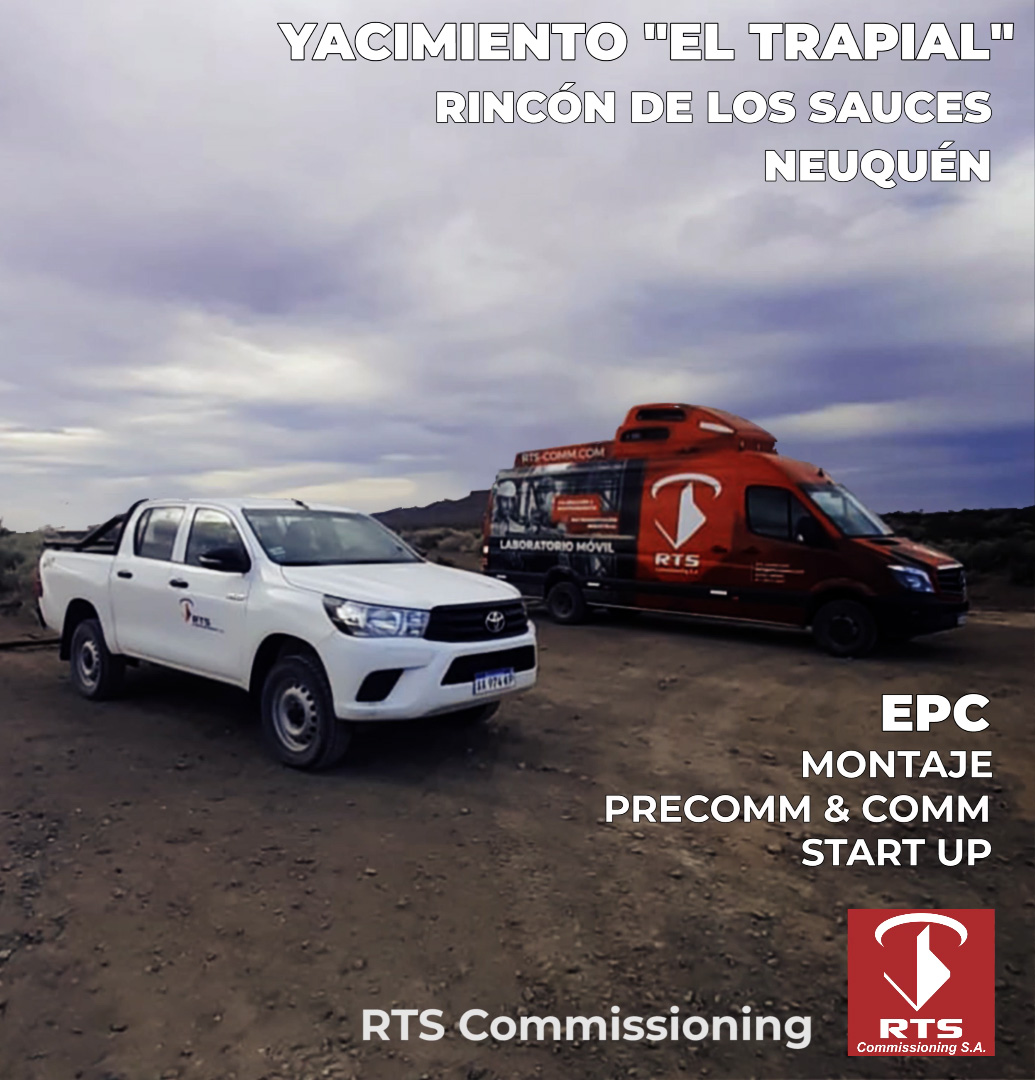 YACIMIENTO "EL TRAPIAL"
RINCÓN DE LOS SAUCES
NEUQUÉN
RTS-COMM.COM
LABORATORIO MÓVIL
RTS
RTS
EPC
MONTAJE
PRECOMM & COMM
START UP
RTS Commissioning
RTS
Commissioning S.A.